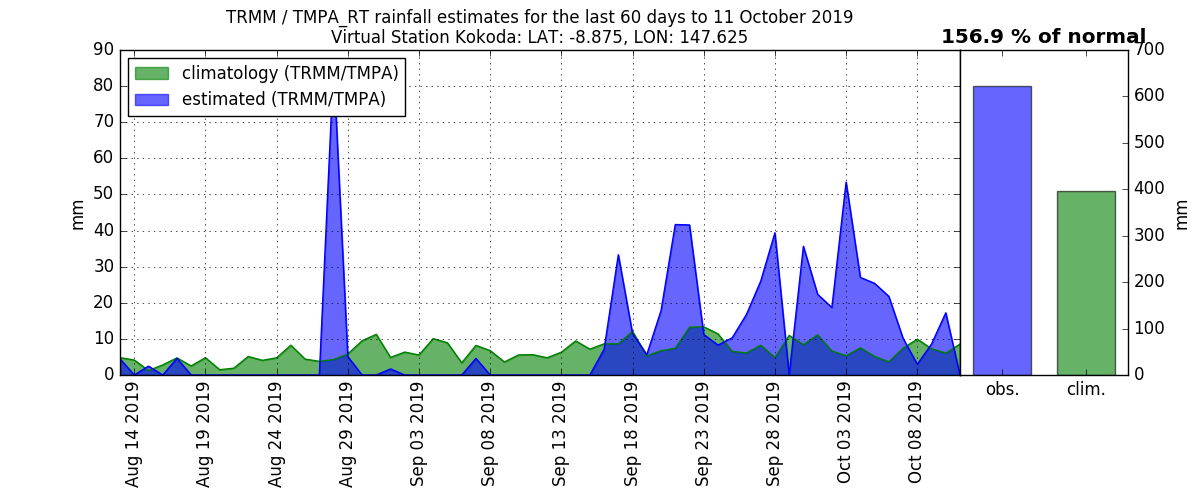 TRMM / TMPA_RT rainfall estimates for the last 60 days to 11 October 2019
Virtual Station Kokoda: LAT: -8.875, LON: 147.625
156.9 % of normal
climatology (TRMM/TMPA)
estimated (TRMM/TMPA)
90
80
70
60
50
40
30
20
10
0
mm
Aug 14 2019
Aug 19 2019
Aug 24 2019
Aug 29 2019
Sep 03 2019
Sep 08 2019
Sep 13 2019
Sep 18 2019
Sep 23 2019
Sep 28 2019
Oct 03 2019
Oct 08 2019
obs.
clim.
700
600
500
400
300
200
100
0
mm